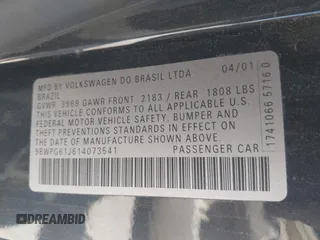 MFD BY VOLKSWAGEN DO BRASIL LTDA 04/01
BRAZIL
GVWR 3969 GAWR FRONT 2183 / REAR 1808 LBS
THIS VEHICLE CONFORMS TO ALL APPLICABLE U.S.
FEDERAL MOTOR VEHICLE SAFETY, BUMPER AND
THEFT PREVENTIONS STANDARDS IN EFFECT ON THE
DATE OF MANUFACTURE SHOWN ABOVE.
9BWPG61J614073541 PASSENGER CAR
1741066 5716 0
DREAMBID